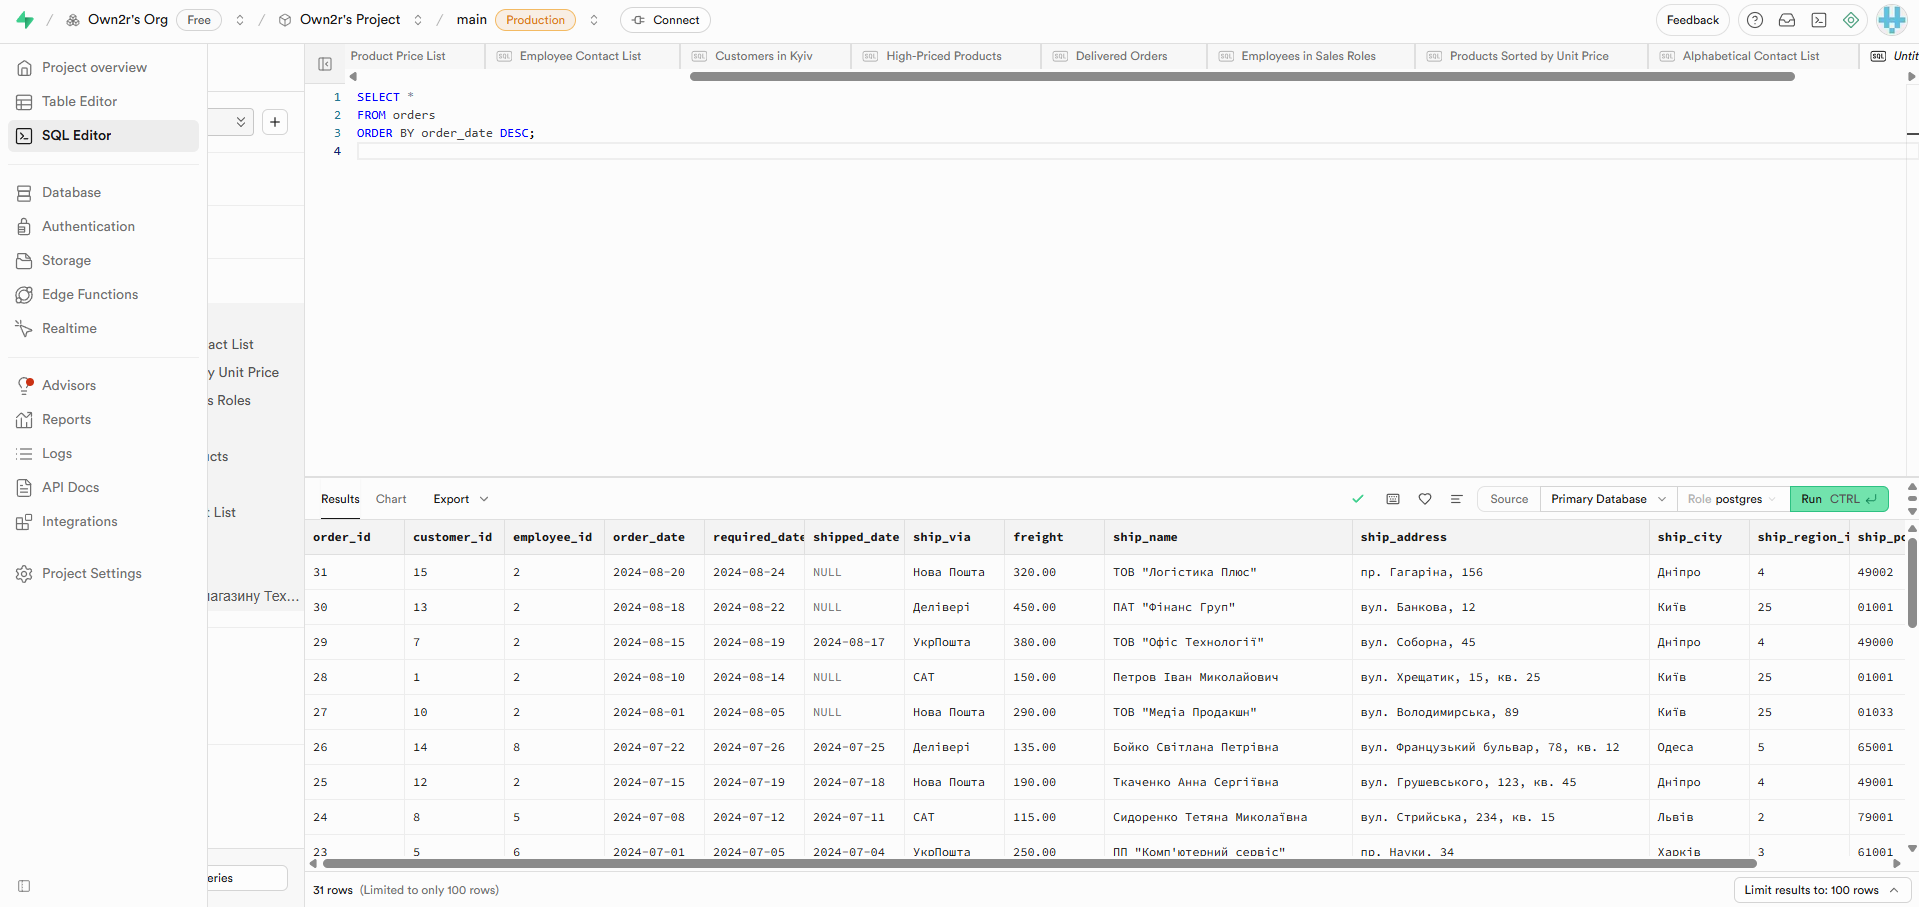 Own2r's Org Free Own2r's Project main Production Connect Feedback
Project overview
Table Editor
SQL Editor
Database
Authentication
Storage
Edge Functions
Realtime
Advisors
Reports
Logs
API Docs
Integrations
Project Settings
act List
y Unit Price
s Roles
cts
List
агазину Тех...
eries
Product Price List SQL Employee Contact List SQL Customers in Kyiv SQL High-Priced Products SQL Delivered Orders SQL Employees in Sales Roles SQL Products Sorted by Unit Price SQL Alphabetical Contact List SQL Untit
1 SELECT *
2 FROM orders
3 ORDER BY order_date DESC;
4
Results Chart Export Source Primary Database Role postgres Run CTRL
order_id customer_id employee_id order_date required_date shipped_date ship_via freight ship_name ship_address ship_city ship_region_i ship_po
31 15 2 2024-08-20 2024-08-24 NULL Нова Пошта 320.00 ТОВ "Логістика Плюс" пр. Гагаріна, 156 Дніпро 4 49002
30 13 2 2024-08-18 2024-08-22 NULL Делівері 450.00 ПАТ "Фінанс Груп" вул. Банкова, 12 Київ 25 01001
29 7 2 2024-08-15 2024-08-19 2024-08-17 УкрПошта 380.00 ТОВ "Офіс Технології" вул. Соборна, 45 Дніпро 4 49000
28 1 2 2024-08-10 2024-08-14 NULL САТ 150.00 Петров Іван Миколайович вул. Хрещатик, 15, кв. 25 Київ 25 01001
27 10 2 2024-08-01 2024-08-05 NULL Нова Пошта 290.00 ТОВ "Медіа Продакшн" вул. Володимирська, 89 Київ 25 01033
26 14 8 2024-07-22 2024-07-26 2024-07-25 Делівері 135.00 Бойко Світлана Петрівна вул. Французький бульвар, 78, кв. 12 Одеса 5 65001
25 12 2 2024-07-15 2024-07-19 2024-07-18 Нова Пошта 190.00 Ткаченко Анна Сергіївна вул. Грушевського, 123, кв. 45 Дніпро 4 49001
24 8 5 2024-07-08 2024-07-12 2024-07-11 САТ 115.00 Сидоренко Тетяна Миколаївна вул. Стрийська, 234, кв. 15 Львів 2 79001
23 5 6 2024-07-01 2024-07-05 2024-07-04 УкрПошта 250.00 ПП "Комп'ютерний сервіс" пр. Науки, 34 Харків 3 61001
31 rows (Limited to only 100 rows) Limit results to: 100 rows